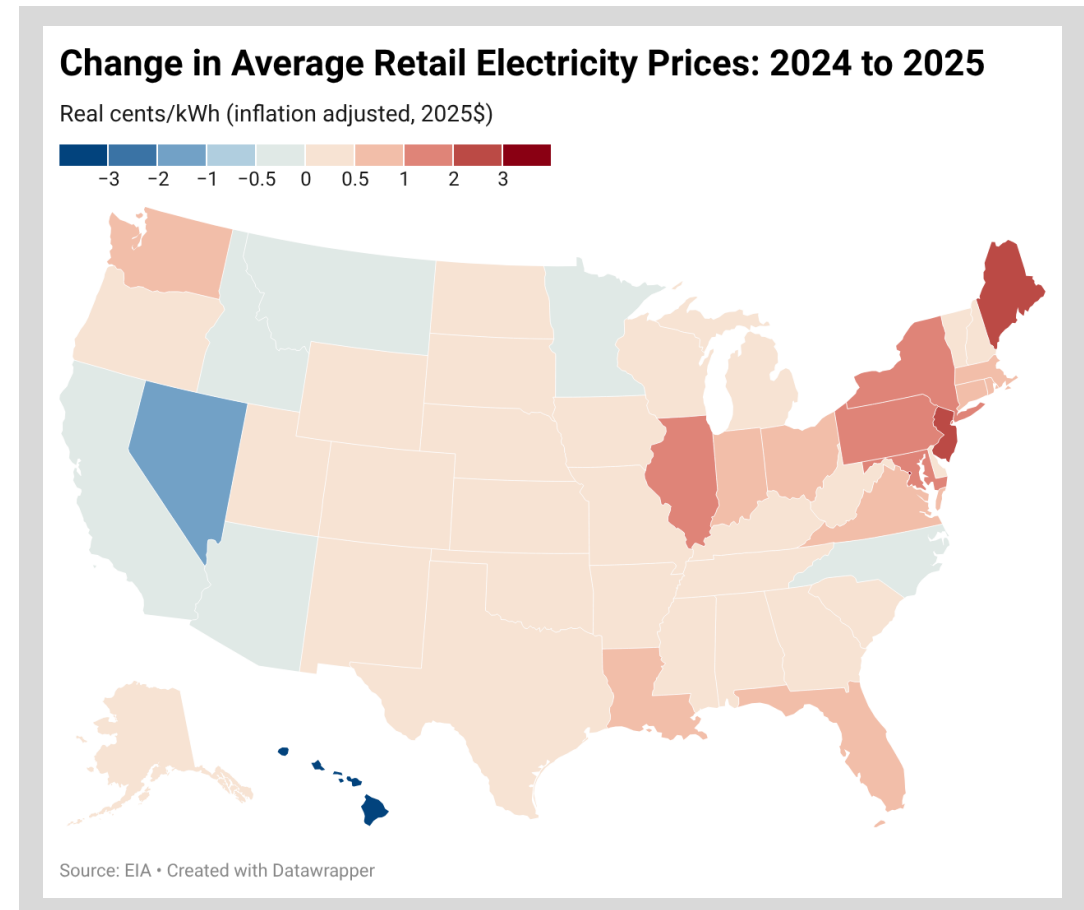 Change in Average Retail Electricity Prices: 2024 to 2025
Real cents/kWh (inflation adjusted, 2025$)
−3 −2 −1 −0.5 0 0.5 1 2 3
Source: EIA • Created with Datawrapper